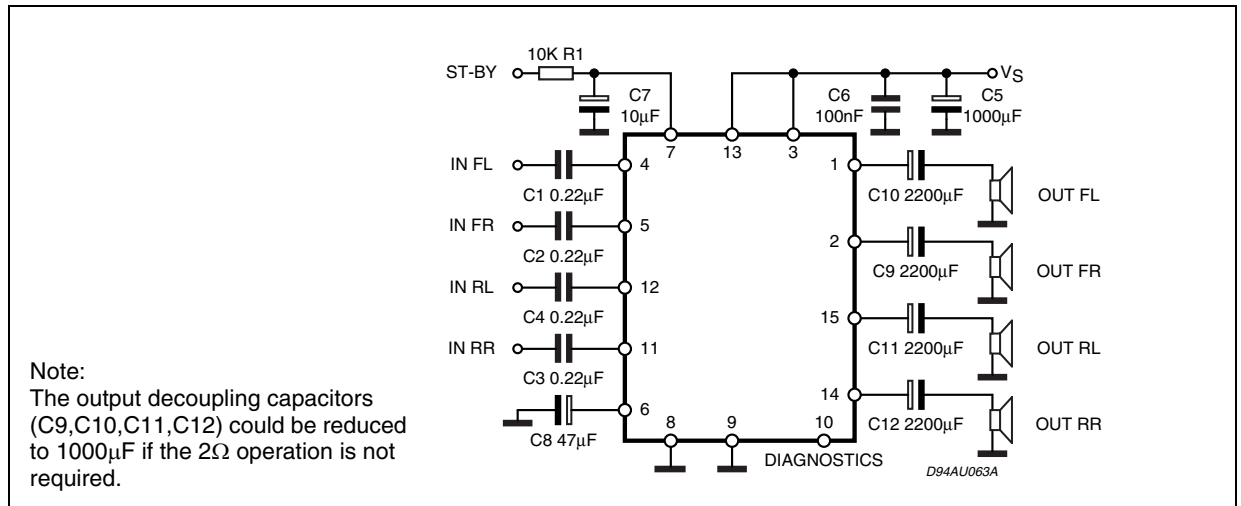 10K R1
ST-BY
VS
C7
10µF
C6
100nF
C5
1000µF
7
13
3
IN FL
4
C1 0.22µF
1
C10 2200µF
OUT FL
IN FR
5
C2 0.22µF
2
C9 2200µF
OUT FR
IN RL
12
C4 0.22µF
15
C11 2200µF
OUT RL
IN RR
11
C3 0.22µF
14
C12 2200µF
OUT RR
6
C8 47µF
8
9
10
DIAGNOSTICS
D94AU063A
Note:
The output decoupling capacitors
(C9,C10,C11,C12) could be reduced
to 1000µF if the 2Ω operation is not
required.